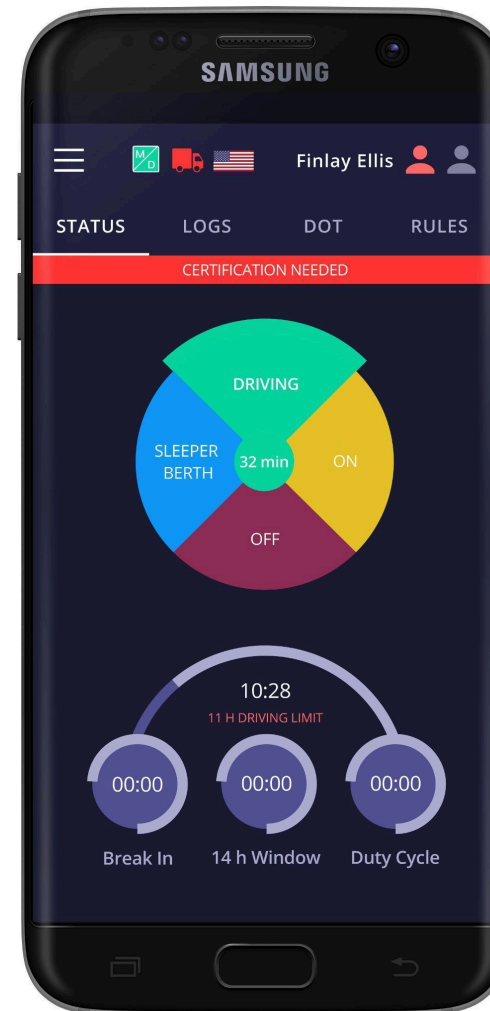 SAMSUNG
M/D
Finlay Ellis
STATUS LOGS DOT RULES
CERTIFICATION NEEDED
DRIVING
SLEEPER
BERTH
32 min
ON
OFF
10:28
11 H DRIVING LIMIT
00:00 00:00 00:00
Break In 14 h Window Duty Cycle